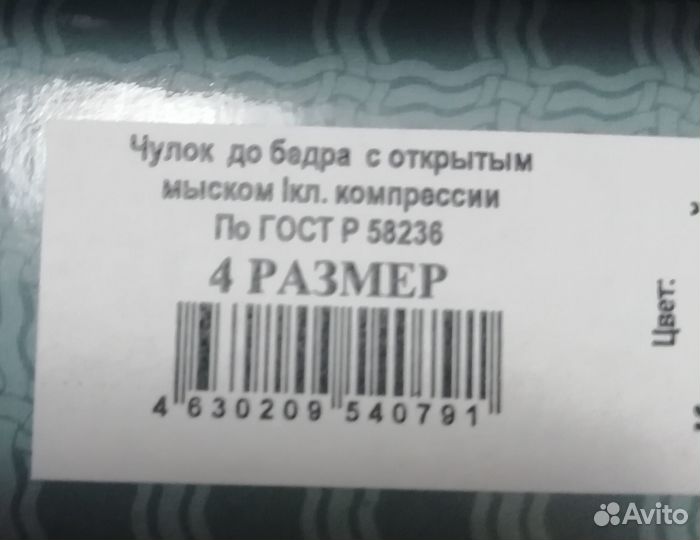 Чулок до бедра с открытым
мыском Iкл. компрессии
По ГОСТ Р 58236
4 РАЗМЕР
4 630209 540791
Цвет:
Avito